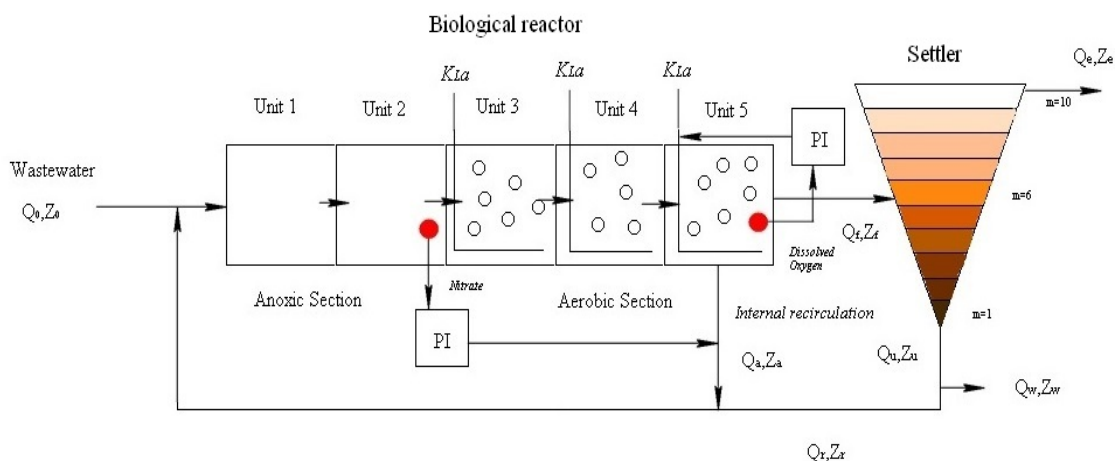 Biological reactor
Settler
Qe,Ze
KLa
KLa
KLa
m=10
Unit 1
Unit 2
Unit 3
Unit 4
Unit 5
PI
Wastewater
Q0,Z0
m=6
Qf,Zf
Dissolved
Oxygen
Nitrate
Anoxic Section
Aerobic Section
Internal recirculation
m=1
PI
Qa,Za
Qu,Zu
Qw,Zw
Qr,Zr